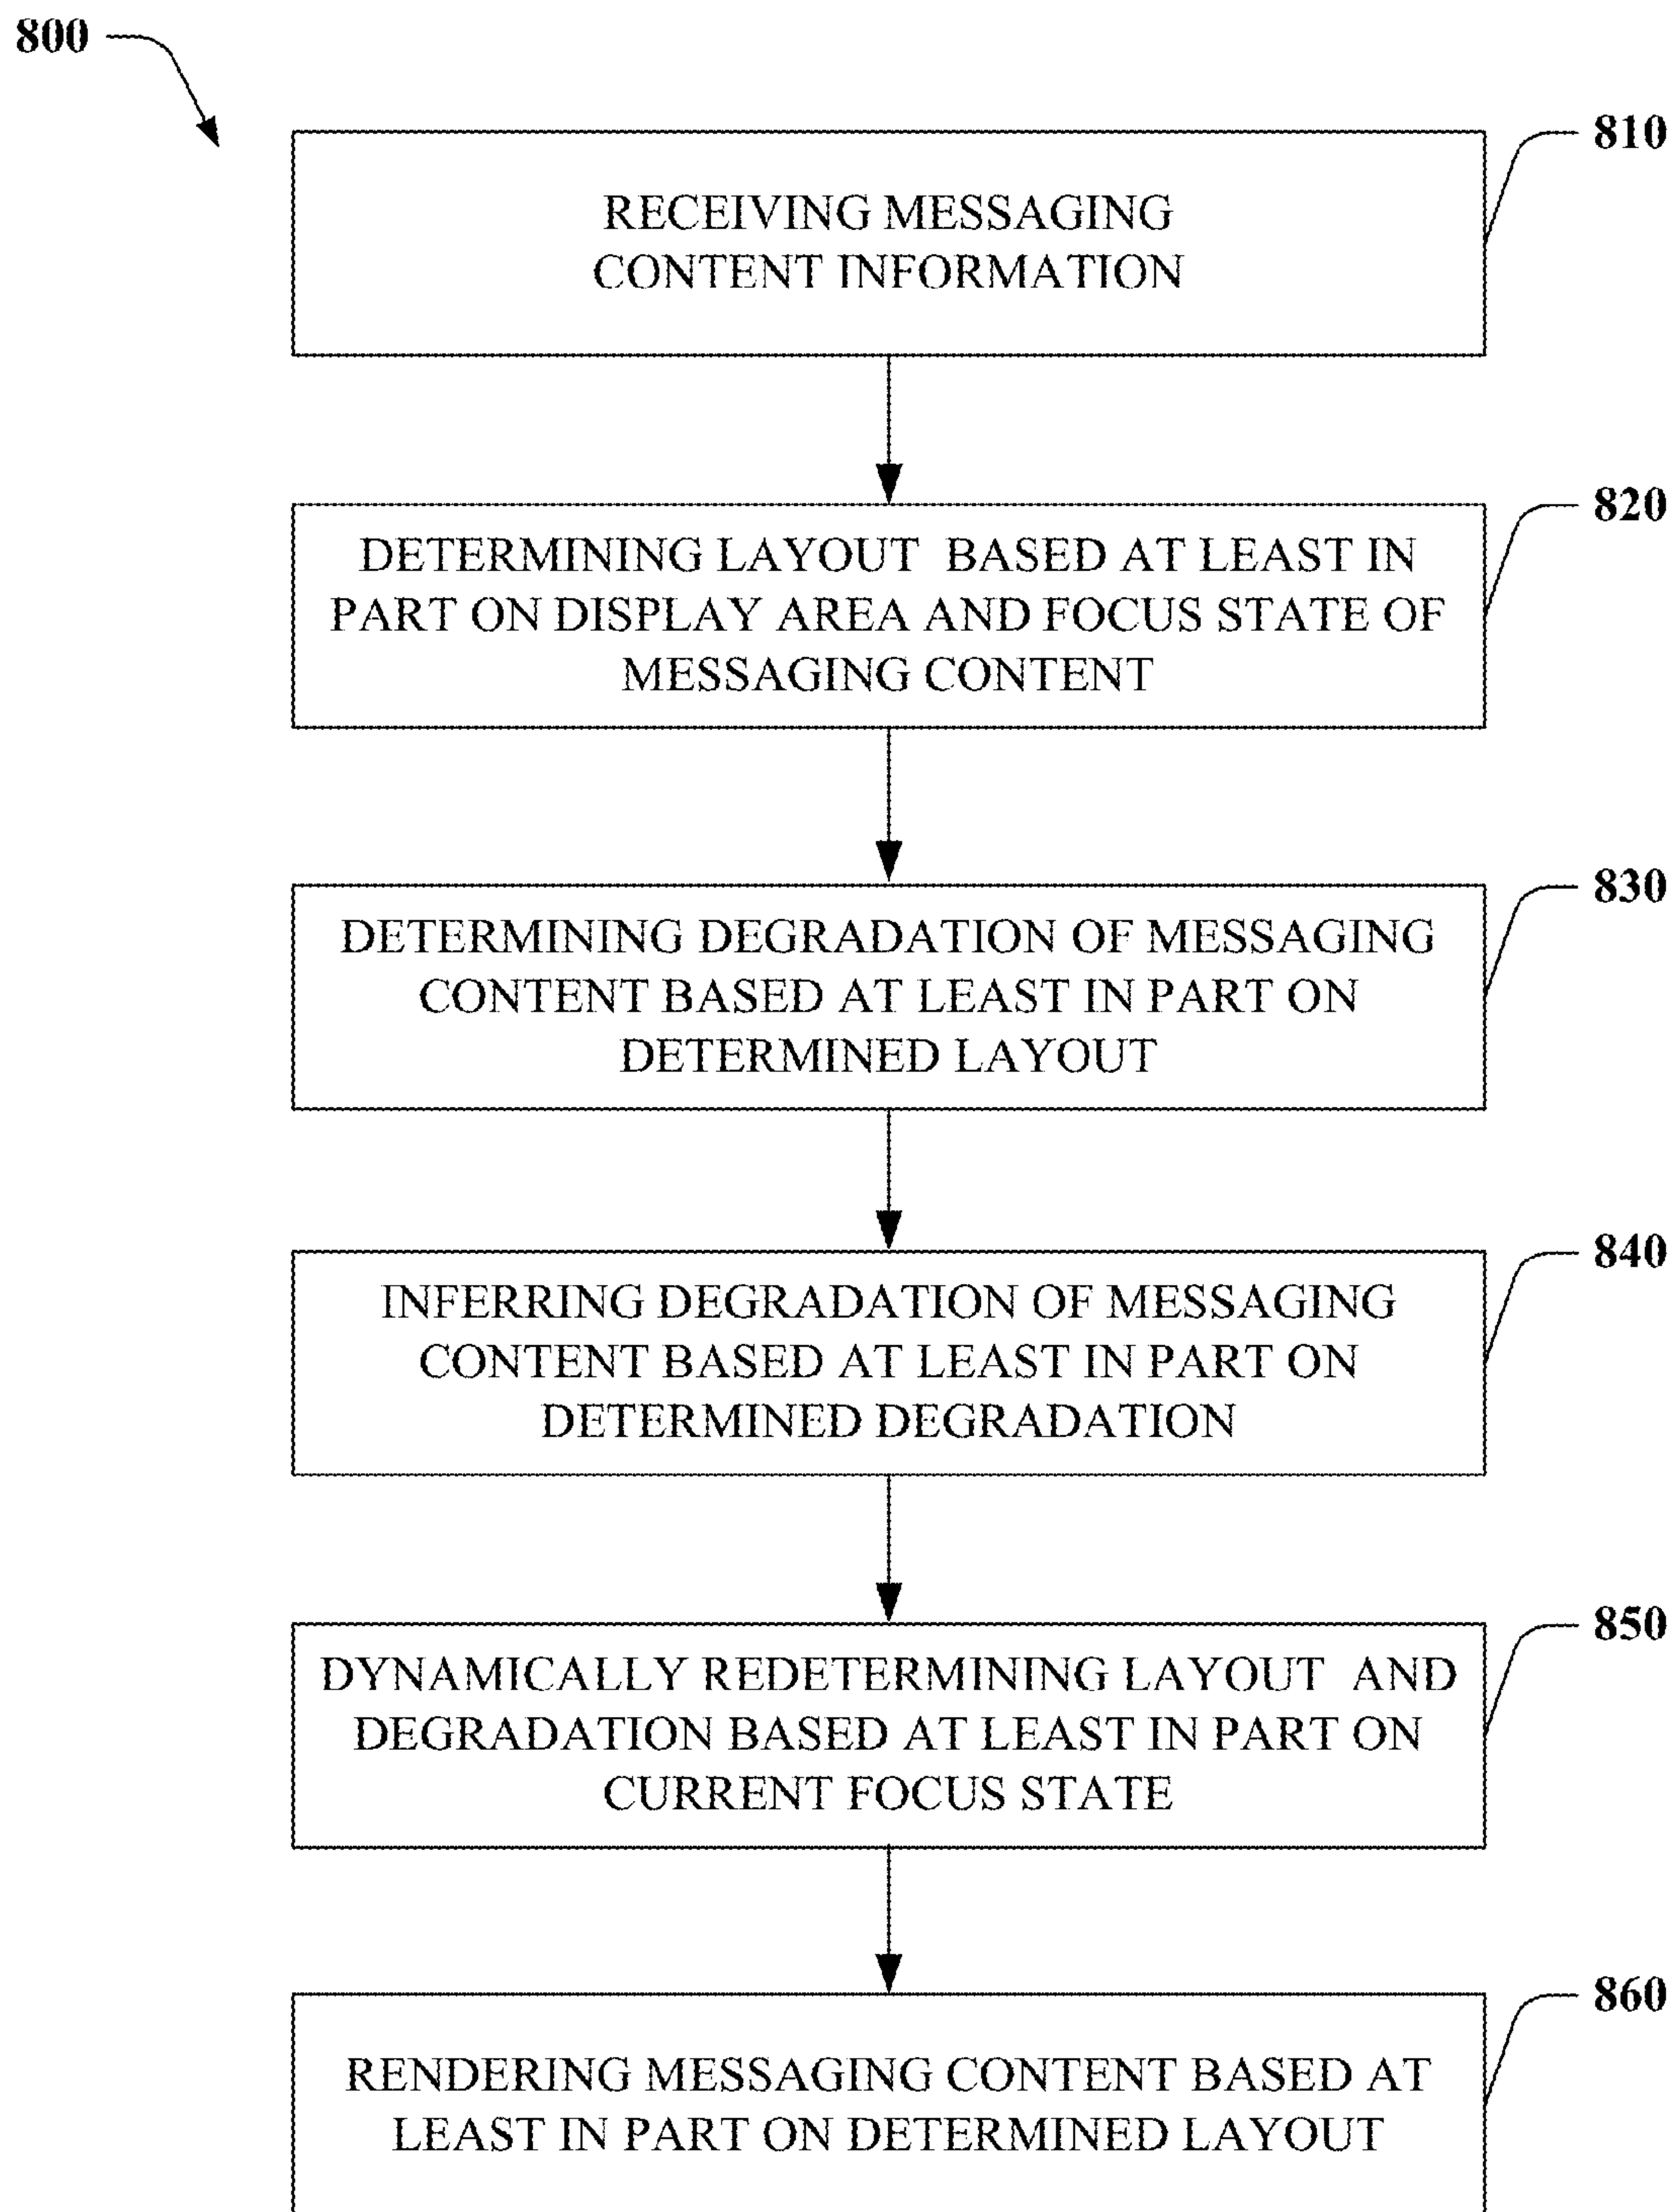 800
810
RECEIVING MESSAGING
CONTENT INFORMATION
820
DETERMINING LAYOUT BASED AT LEAST IN
PART ON DISPLAY AREA AND FOCUS STATE OF
MESSAGING CONTENT
830
DETERMINING DEGRADATION OF MESSAGING
CONTENT BASED AT LEAST IN PART ON
DETERMINED LAYOUT
840
INFERRING DEGRADATION OF MESSAGING
CONTENT BASED AT LEAST IN PART ON
DETERMINED DEGRADATION
850
DYNAMICALLY REDETERMINING LAYOUT AND
DEGRADATION BASED AT LEAST IN PART ON
CURRENT FOCUS STATE
860
RENDERING MESSAGING CONTENT BASED AT
LEAST IN PART ON DETERMINED LAYOUT